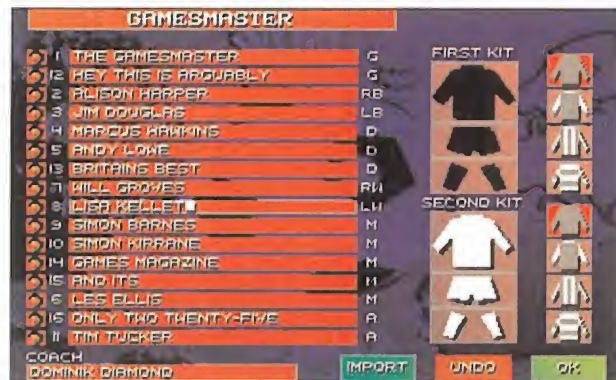 GAMESMASTER
1 THE GAMESMASTER G
12 HEY THIS IS ARGUABLY G
2 ALISON HARPER RB
3 JIM DOUGLAS LB
4 MARCUS HAWKINS D
5 ANDY LOWE D
13 BRITAINS BEST D
7 WILL GROVES RW
8 LISA KELLET LW
9 SIMON BARNES M
10 SIMON KIRRANE M
14 GAMES MAGAZINE M
15 AND ITS M
6 LES ELLIS M
16 ONLY TWO TWENTY-FIVE A
11 TIM TUCKER A
COACH
DOMINIK DIAMOND
FIRST KIT
SECOND KIT
IMPORT
UNDO
OK